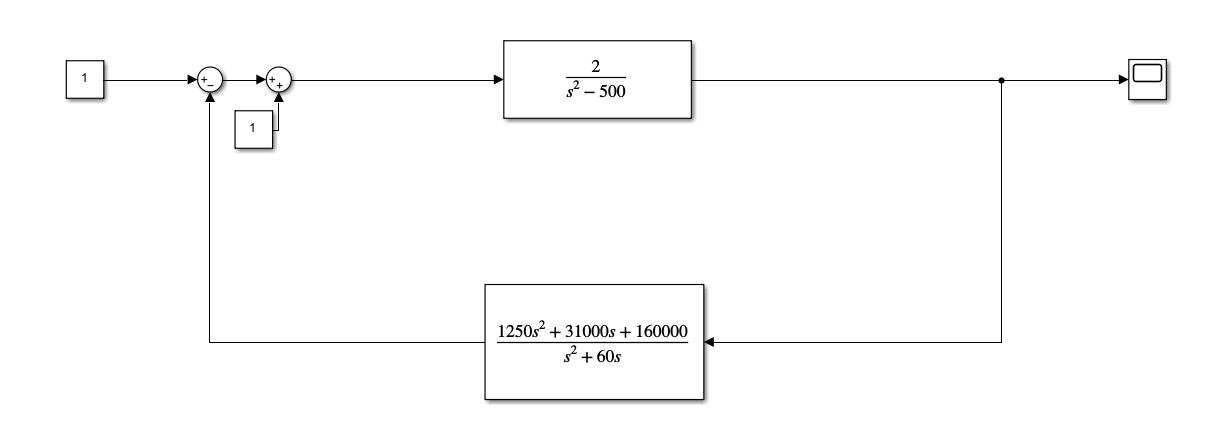 1
+
−
+
+
2
s² − 500
1
1250s² + 31000s + 160000
s² + 60s